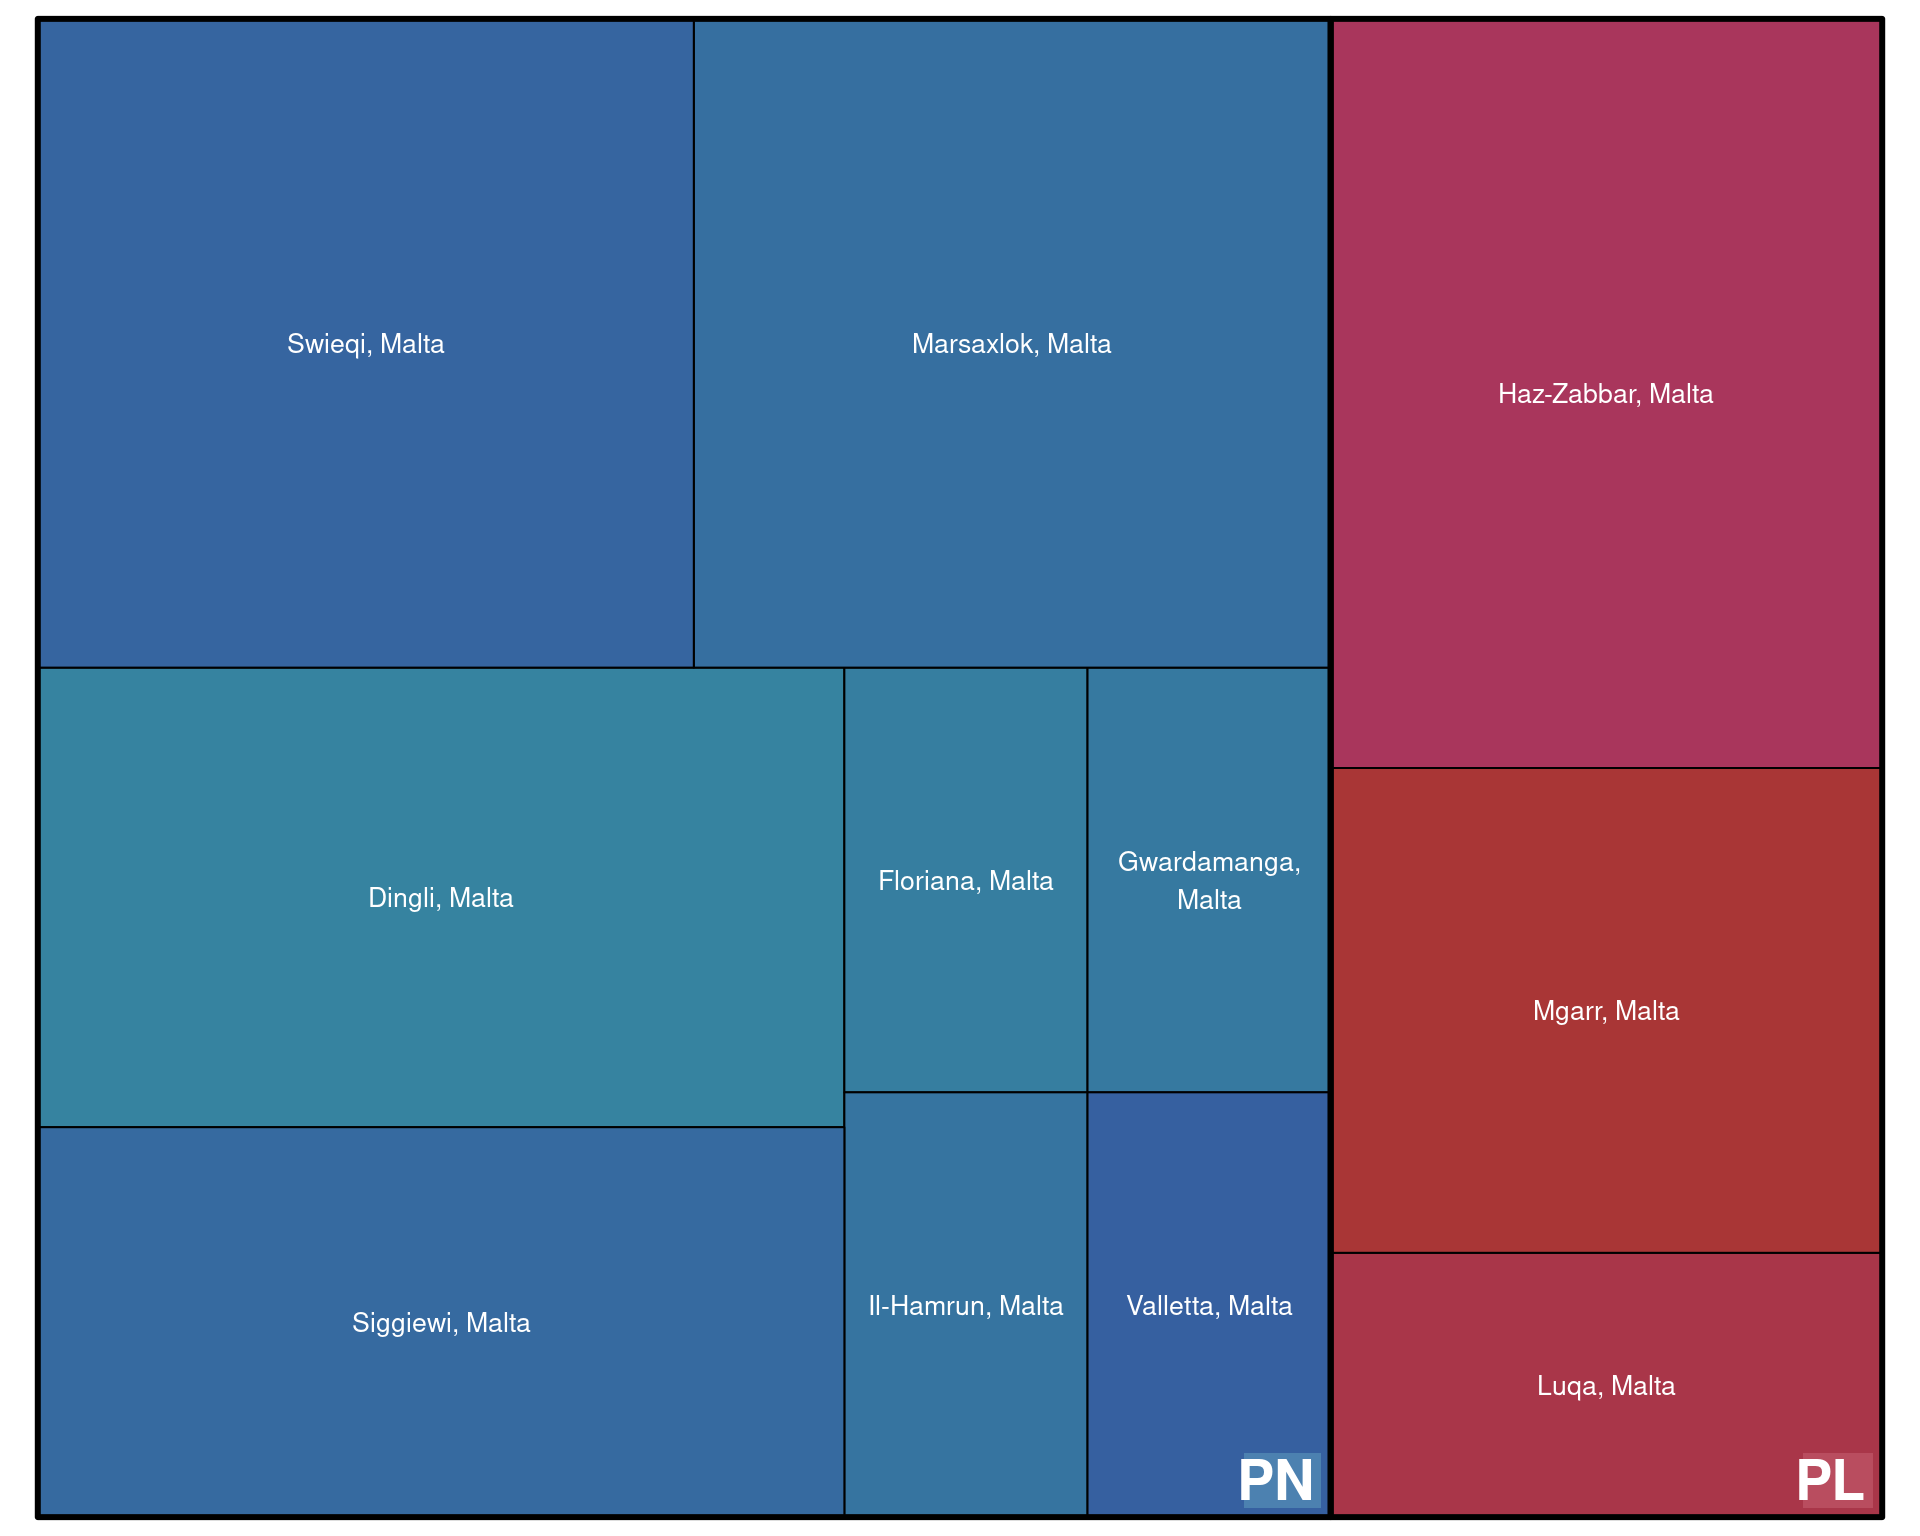 Swieqi, Malta
Marsaxlok, Malta
Haz-Zabbar, Malta
Dingli, Malta
Floriana, Malta
Gwardamanga,
Malta
Mgarr, Malta
Siggiewi, Malta
Il-Hamrun, Malta
Valletta, Malta
Luqa, Malta
PN
PL